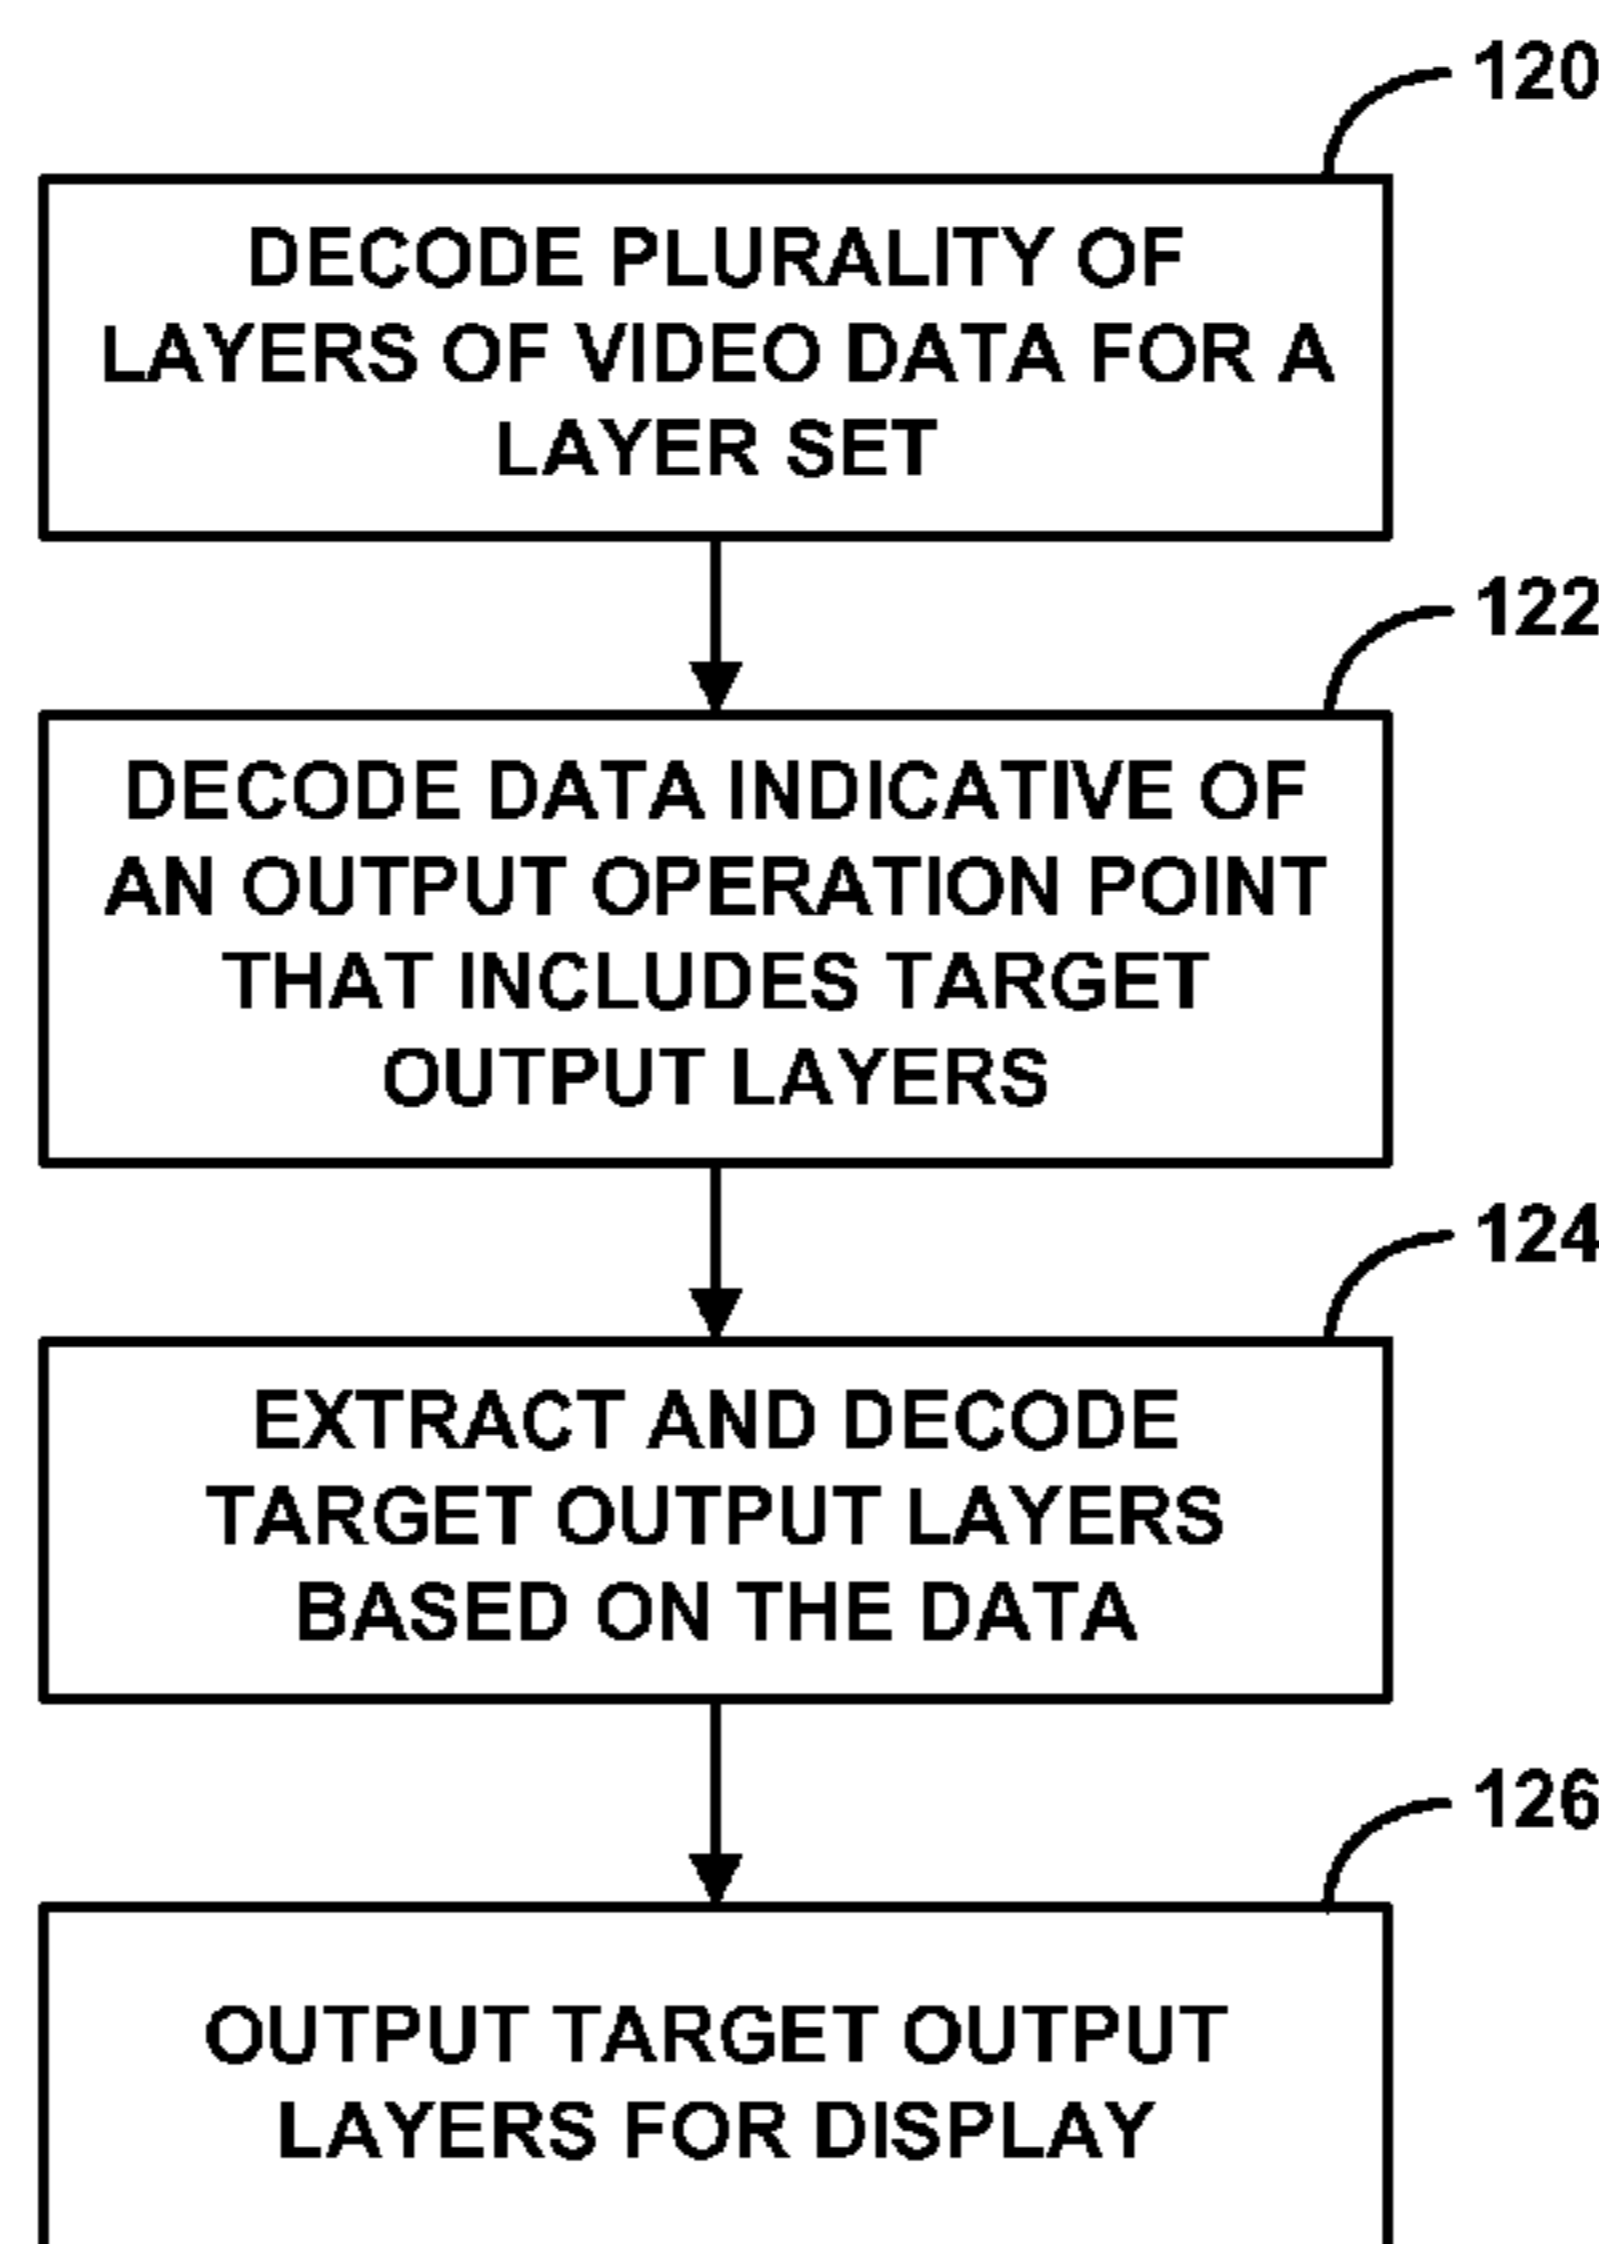 120
DECODE PLURALITY OF
LAYERS OF VIDEO DATA FOR A
LAYER SET
122
DECODE DATA INDICATIVE OF
AN OUTPUT OPERATION POINT
THAT INCLUDES TARGET
OUTPUT LAYERS
124
EXTRACT AND DECODE
TARGET OUTPUT LAYERS
BASED ON THE DATA
126
OUTPUT TARGET OUTPUT
LAYERS FOR DISPLAY